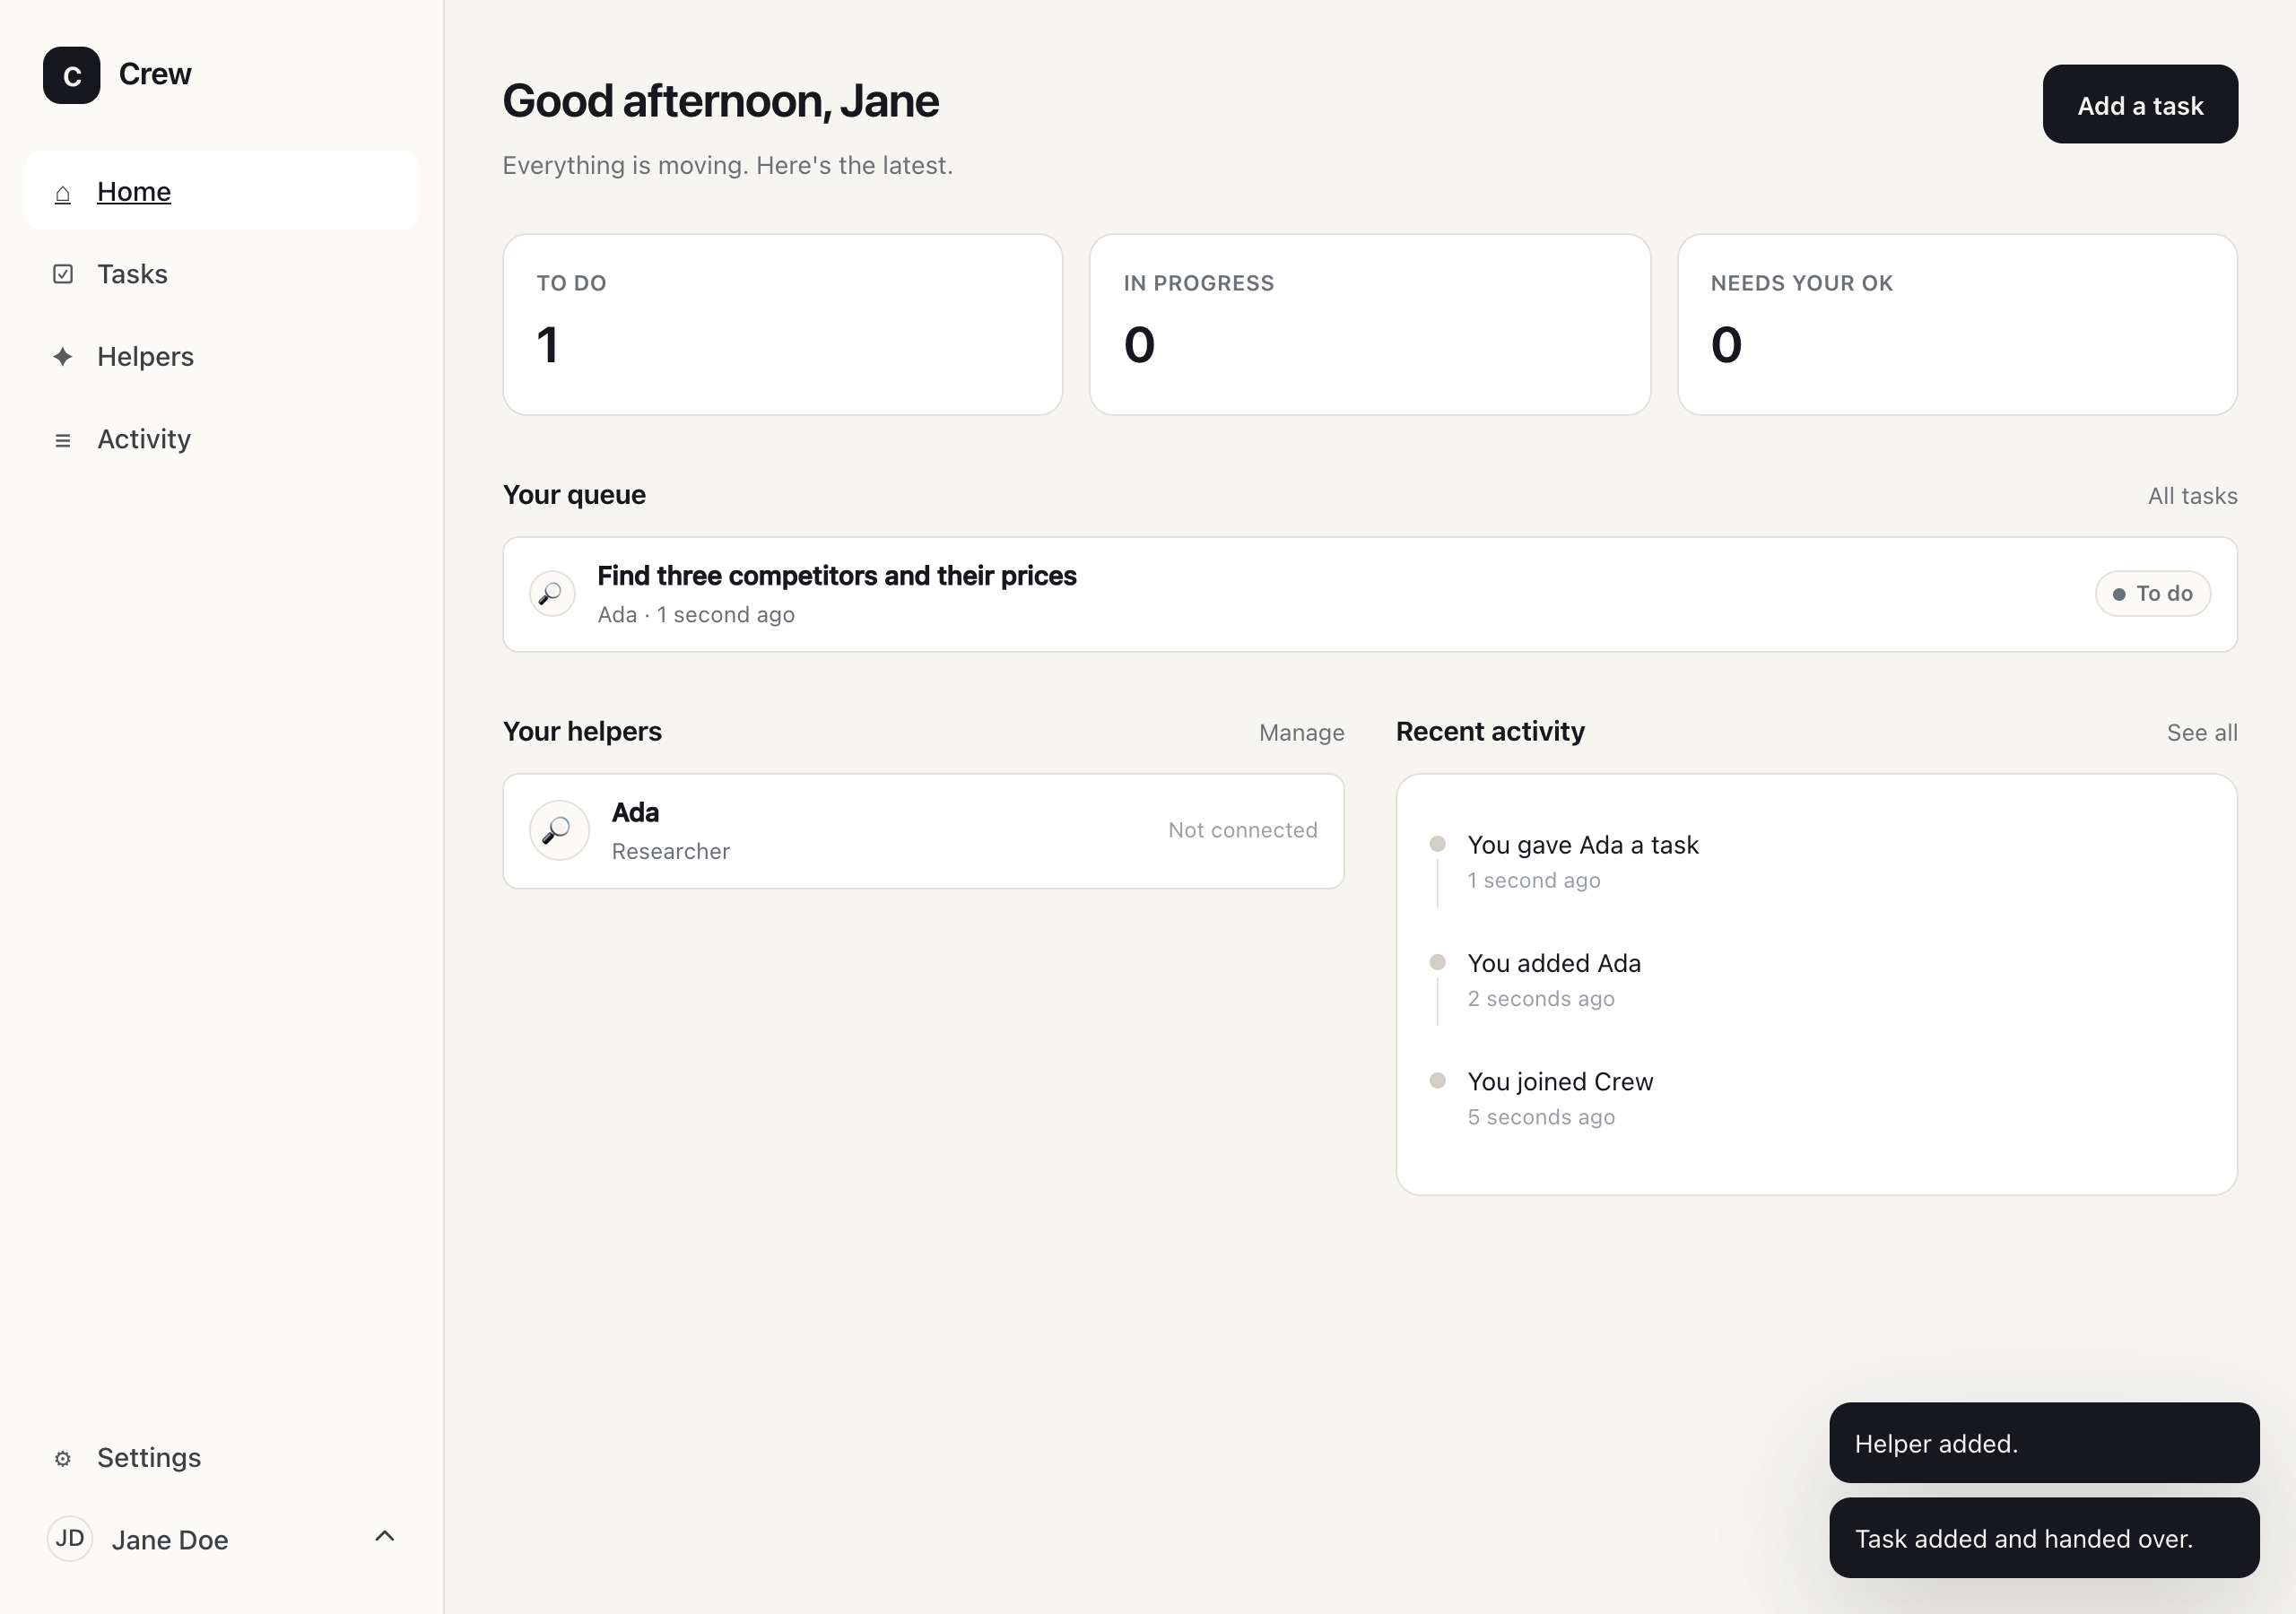 C Crew
Home
Tasks
Helpers
Activity
Settings
JD Jane Doe
Good afternoon, Jane
Everything is moving. Here's the latest.
Add a task
TO DO
1
IN PROGRESS
0
NEEDS YOUR OK
0
Your queue
All tasks
Find three competitors and their prices
Ada · 1 second ago
To do
Your helpers
Manage
Ada
Researcher
Not connected
Recent activity
See all
You gave Ada a task
1 second ago
You added Ada
2 seconds ago
You joined Crew
5 seconds ago
Helper added.
Task added and handed over.